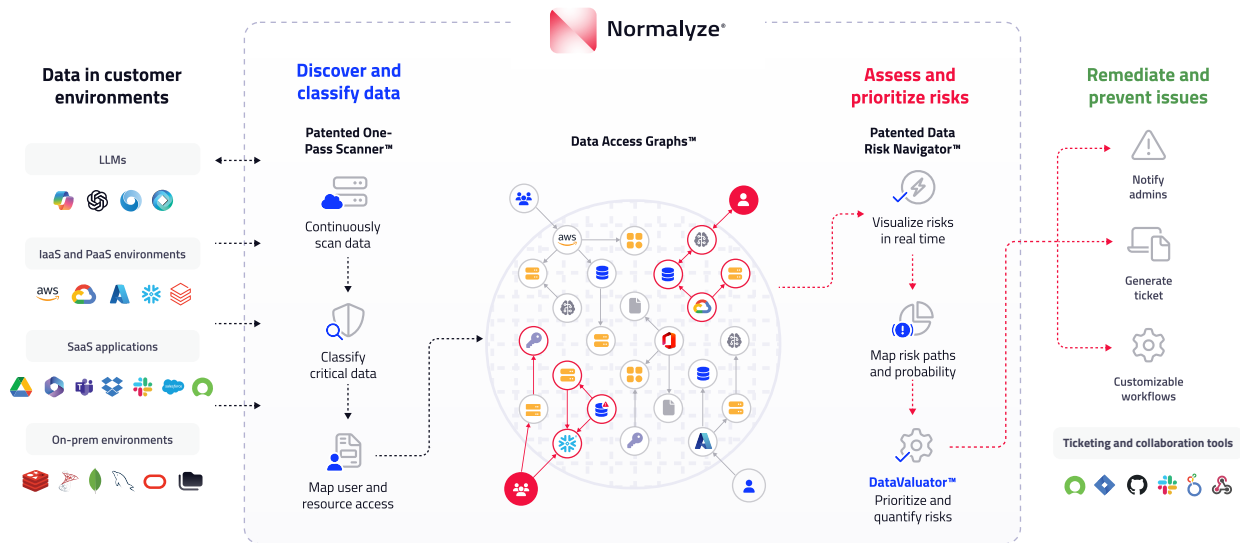 Normalyze®
Data in customer
environments
LLMs
IaaS and PaaS environments
aws
SaaS applications
salesforce
On-prem environments
Discover and
classify data
Patented One-
Pass Scanner™
Continuously
scan data
Classify
critical data
Map user and
resource access
Data Access Graphs™
aws
Assess and
prioritize risks
Patented Data
Risk Navigator™
Visualize risks
in real time
Map risk paths
and probability
DataValuator™
Prioritize and
quantify risks
Remediate and
prevent issues
Notify
admins
Generate
ticket
Customizable
workflows
Ticketing and collaboration tools